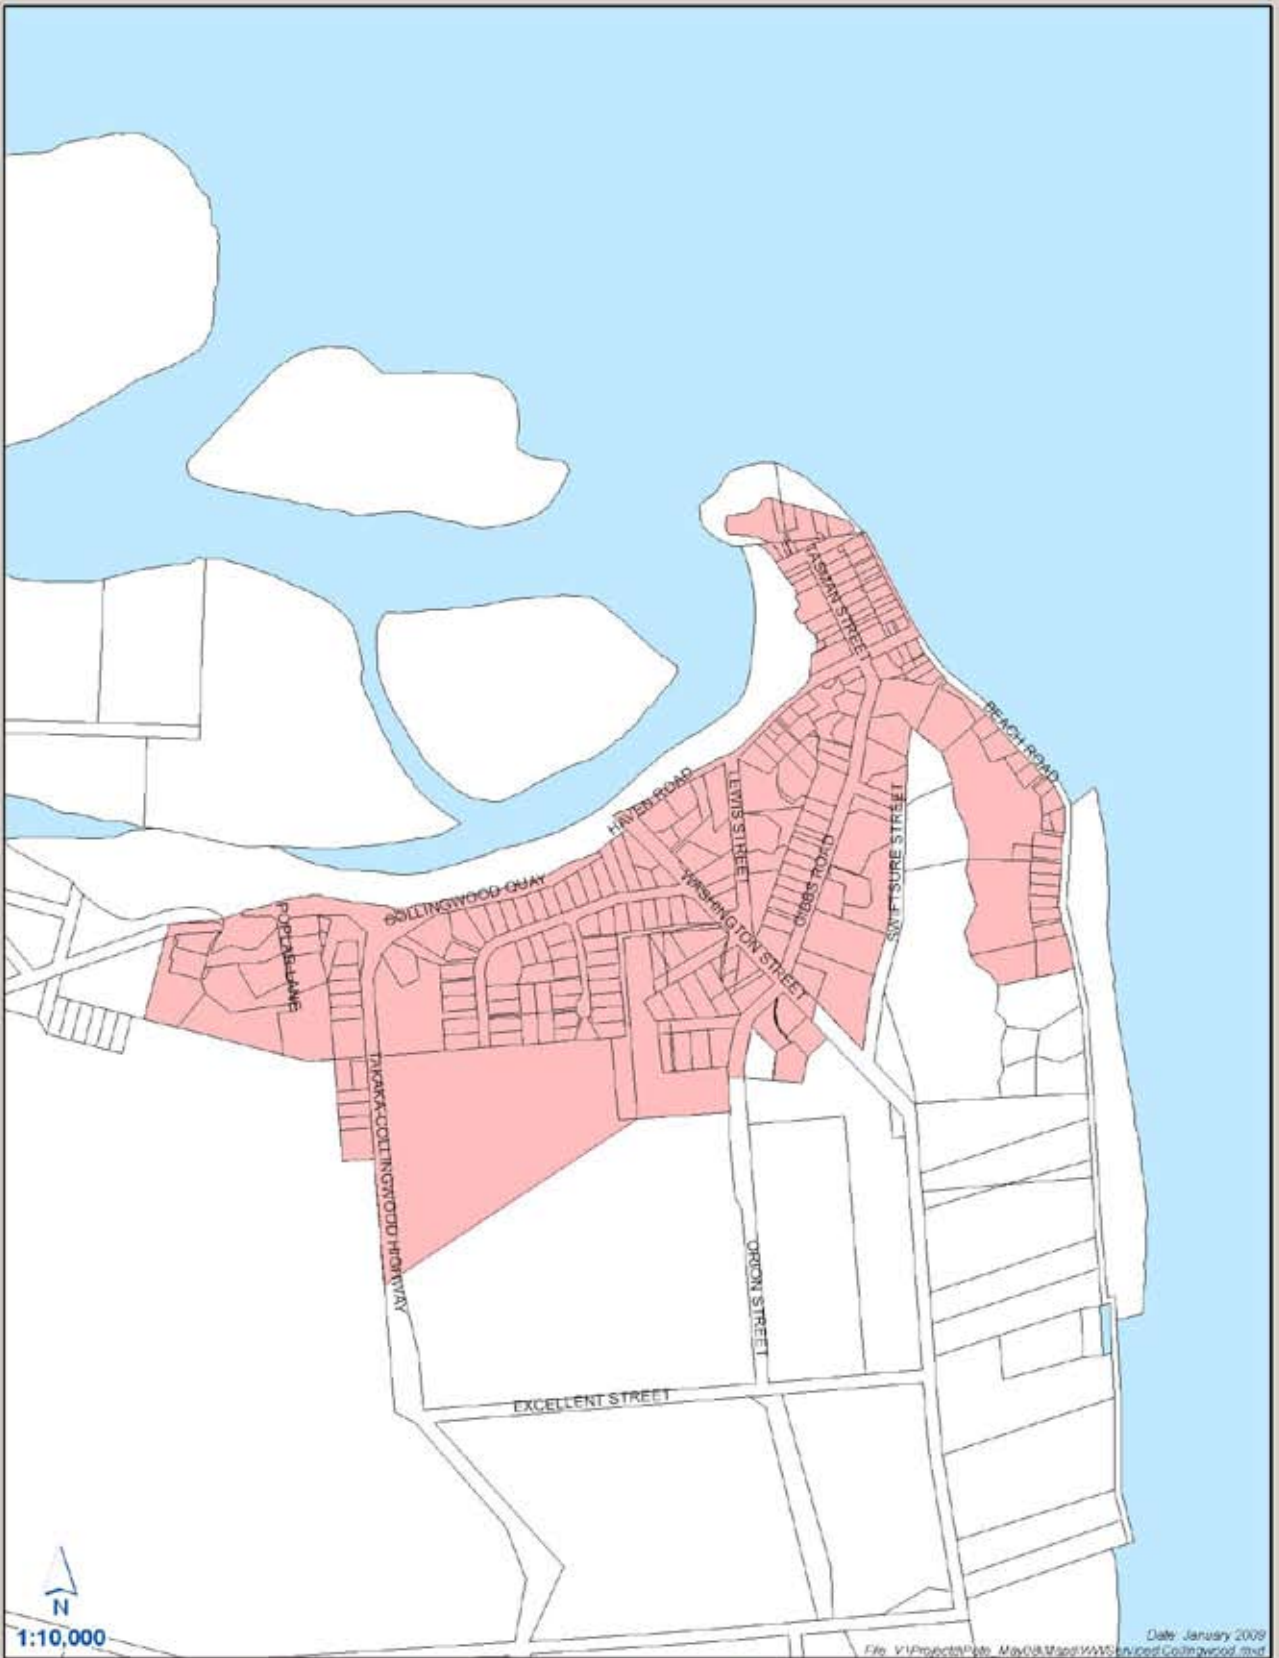 TASMAN STREET
BEACH ROAD
HAVEN ROAD
LEWIS STREET
SWIFTSURE STREET
GIBBS ROAD
COLLINGWOOD QUAY
WASHINGTON STREET
POPLAR LANE
TAKAKA-COLLINGWOOD HIGHWAY
ORION STREET
EXCELLENT STREET
N
1:10,000
Date: January 2009